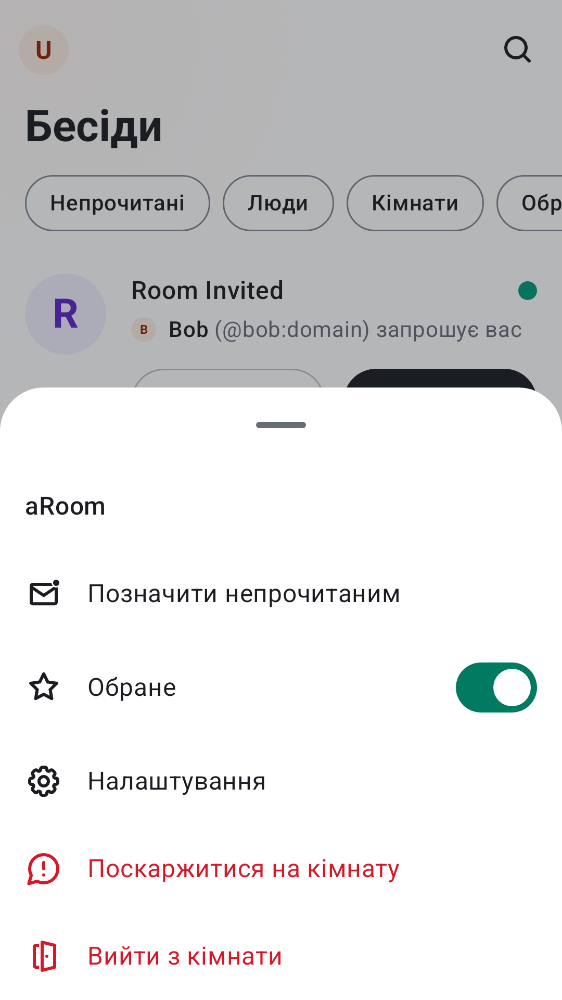 U
Бесіди
Непрочитані Люди Кімнати Обр
R
Room Invited
B Bob (@bob:domain) запрошує вас
aRoom
Позначити непрочитаним
Обране
Налаштування
Поскаржитися на кімнату
Вийти з кімнати